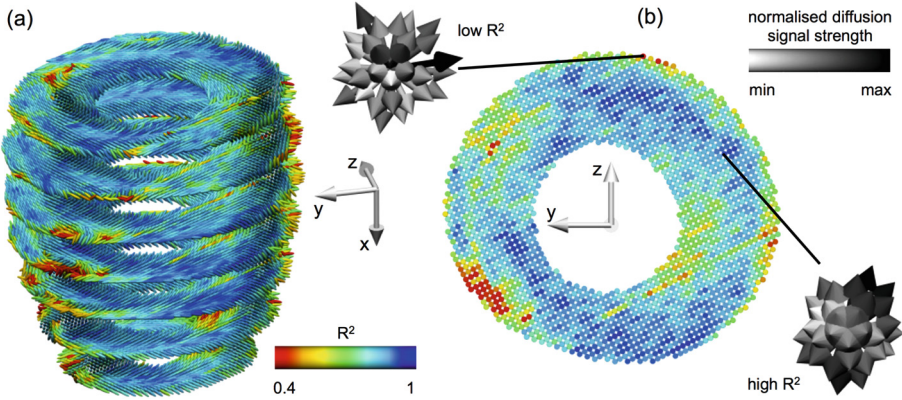 (a)
low R²
(b)
normalised diffusion
signal strength
min max
z
y
x
z
y
R²
0.4 1
high R²